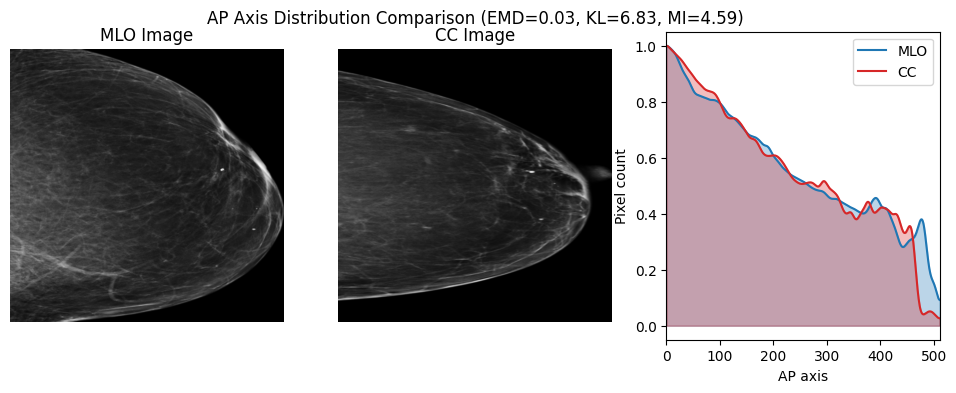 AP Axis Distribution Comparison (EMD=0.03, KL=6.83, MI=4.59)
MLO Image
CC Image
MLO
CC
1.0
0.8
0.6
0.4
0.2
0.0
Pixel count
0
100
200
300
400
500
AP axis